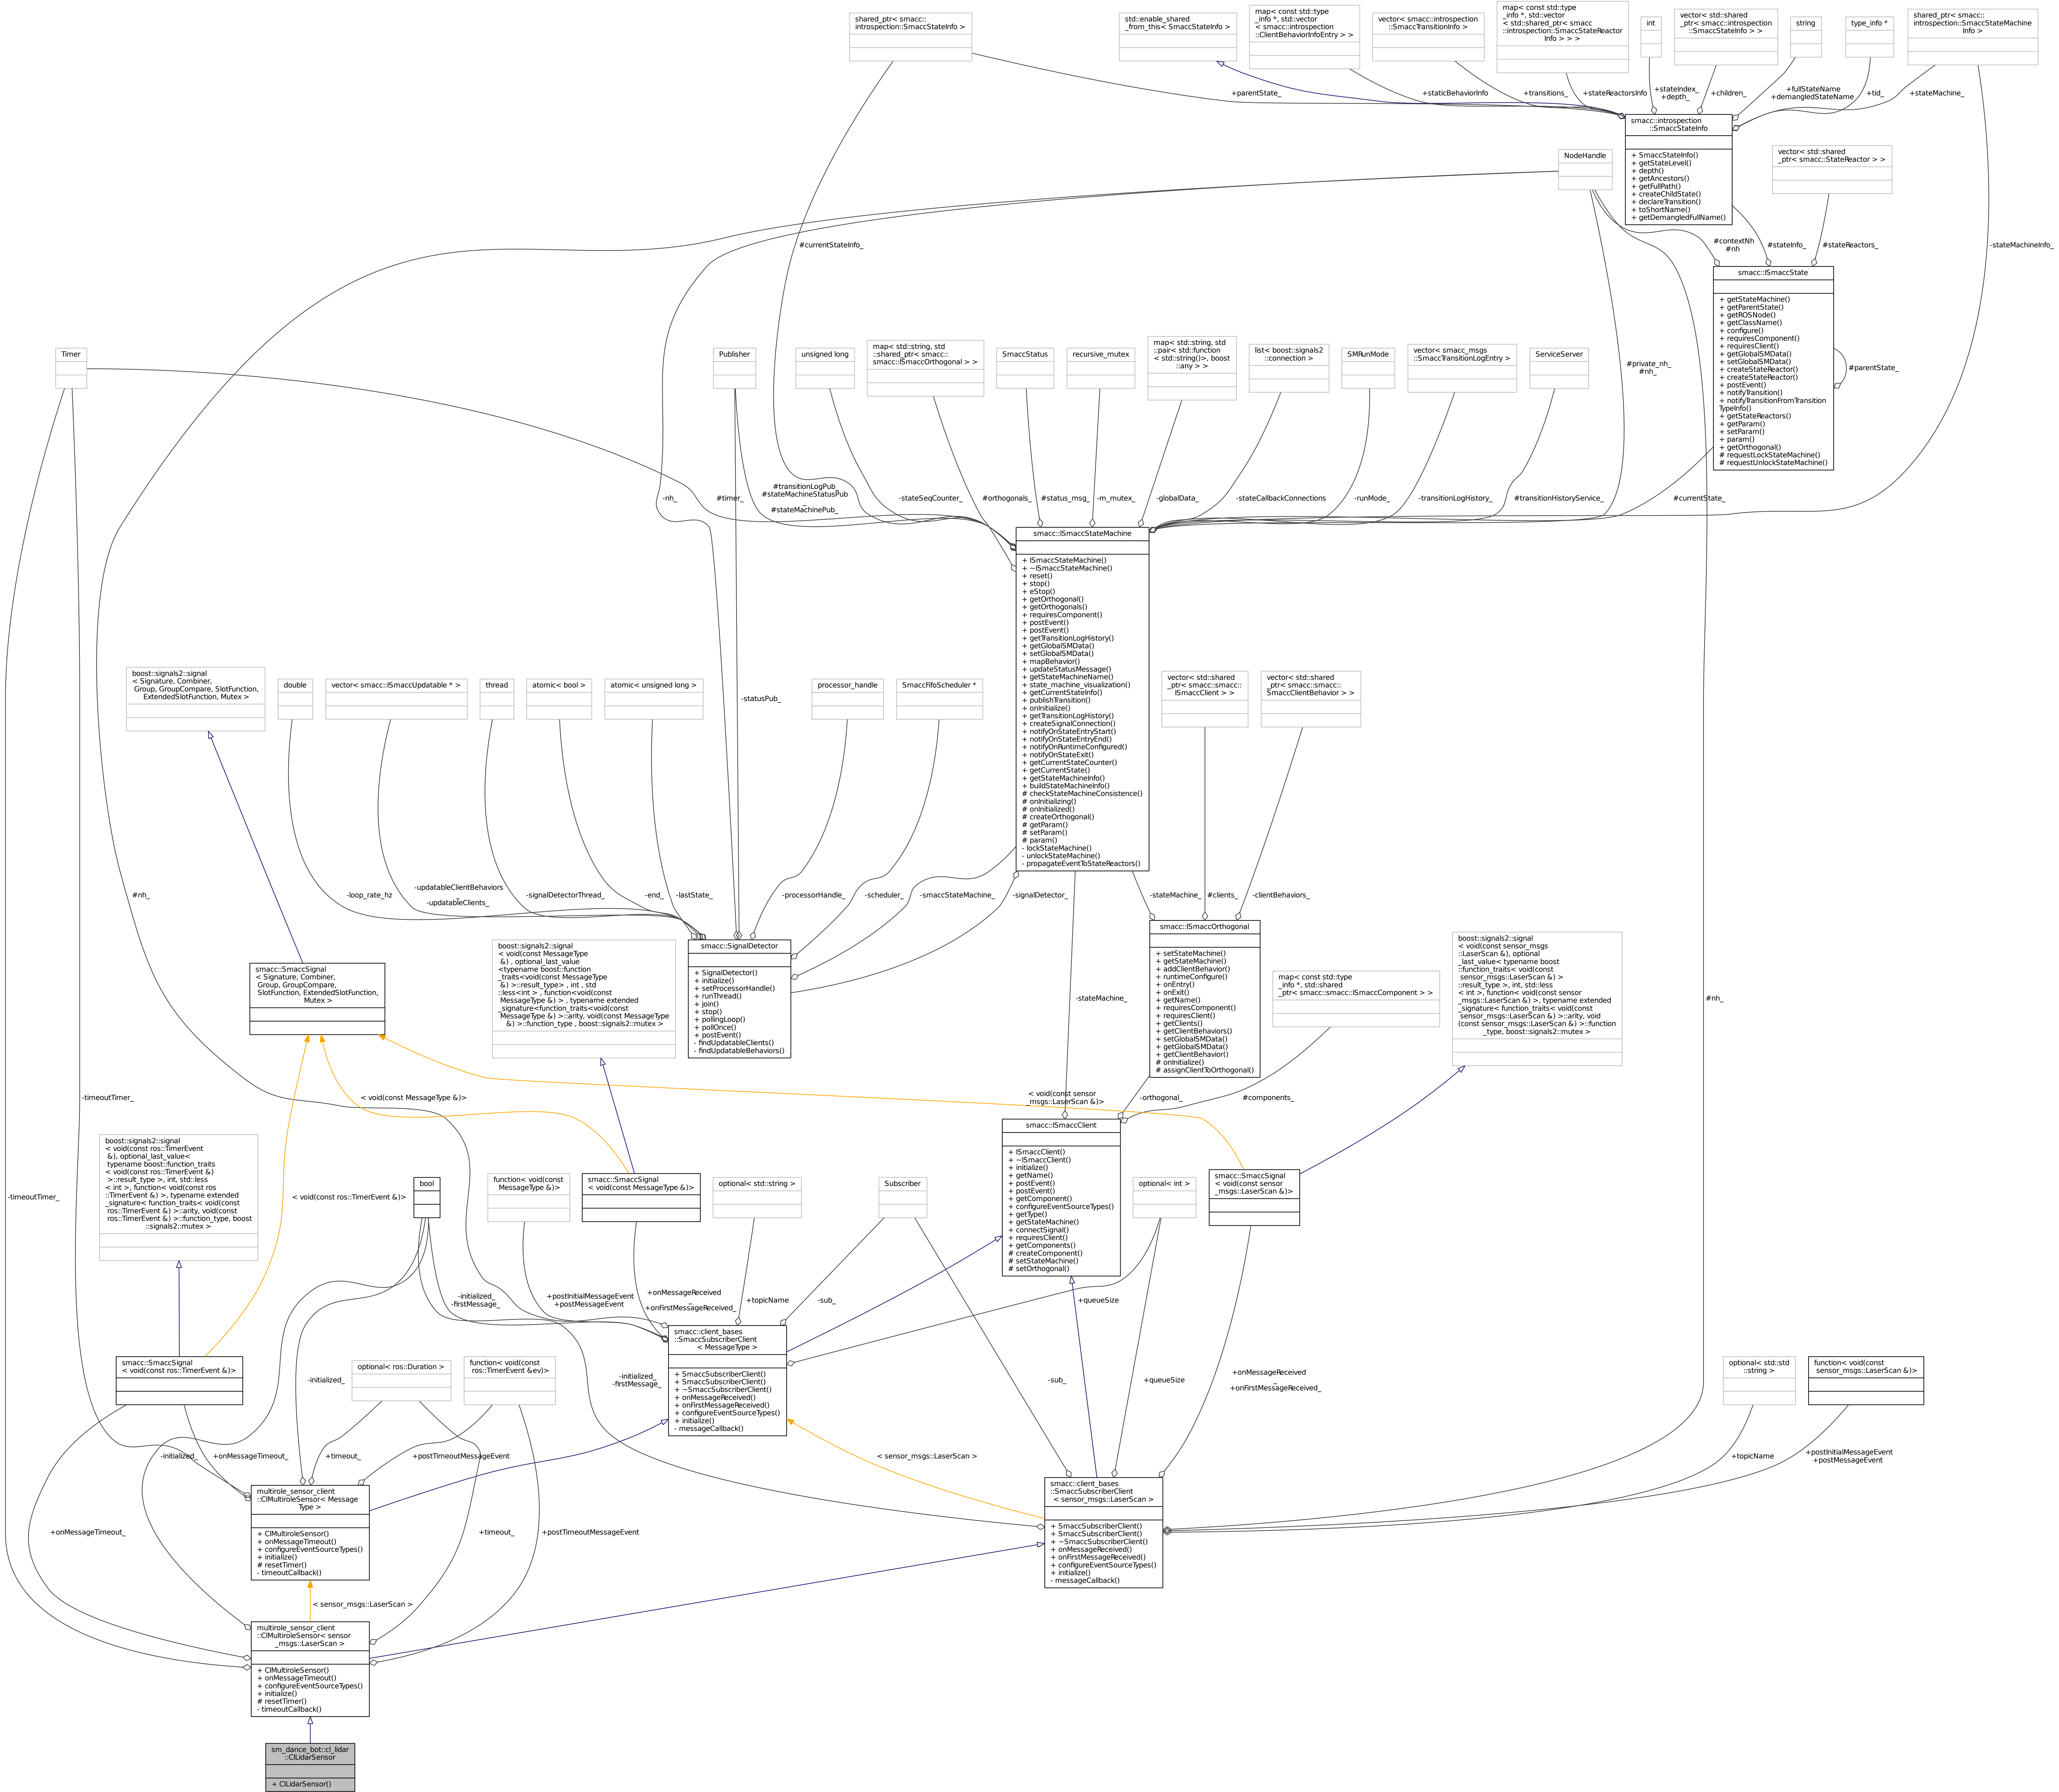 shared_ptr< smacc::
introspection::SmaccStateInfo >
std::enable_shared
_from_this< SmaccStateInfo >
map< const std::type
_info *, std::vector
< smacc::introspection
::ClientBehaviorInfoEntry > >
vector< smacc::introspection
::SmaccTransitionInfo >
map< const std::type
_info *, std::vector
< std::shared_ptr< smacc
::introspection::SmaccStateReactor
Info > > >
int
vector< std::shared
_ptr< smacc::introspection
::SmaccStateInfo > >
string
type_info *
shared_ptr< smacc::
introspection::SmaccStateMachine
Info >
+parentState_
+staticBehaviorInfo
+transitions_
+stateReactorsInfo
+stateIndex_
+depth_
+children_
+fullStateName
+demangledStateName
+tid_
+stateMachine_
smacc::introspection
::SmaccStateInfo
+ SmaccStateInfo()
+ getStateLevel()
+ depth()
+ getAncestors()
+ getFullPath()
+ createChildState()
+ declareTransition()
+ toShortName()
+ getDemangledFullName()
NodeHandle
vector< std::shared
_ptr< smacc::StateReactor > >
#currentStateInfo_
#contextNh
#nh
#stateInfo_
#stateReactors_
-stateMachineInfo_
smacc::ISmaccState
+ getStateMachine()
+ getParentState()
+ getROSNode()
+ getClassName()
+ configure()
+ requiresComponent()
+ requiresClient()
+ getGlobalSMData()
+ setGlobalSMData()
+ createStateReactor()
+ createStateReactor()
+ postEvent()
+ notifyTransition()
+ notifyTransitionFromTransition
TypeInfo()
+ getStateReactors()
+ getParam()
+ setParam()
+ param()
+ getOrthogonal()
# requestLockStateMachine()
# requestUnlockStateMachine()
#parentState_
Timer
Publisher
unsigned long
map< std::string, std
::shared_ptr< smacc::
smacc::ISmaccOrthogonal > >
SmaccStatus
recursive_mutex
map< std::string, std
::pair< std::function
< std::string()>, boost
::any > >
list< boost::signals2
::connection >
SMRunMode
vector< smacc_msgs
::SmaccTransitionLogEntry >
ServiceServer
#private_nh_
#nh_
-nh_
#timer_
#transitionLogPub_
#stateMachineStatusPub
_
#stateMachinePub_
-stateSeqCounter_
#orthogonals_
#status_msg_
-m_mutex_
-globalData_
-stateCallbackConnections
-runMode_
-transitionLogHistory_
#transitionHistoryService_
#currentState_
smacc::ISmaccStateMachine
+ ISmaccStateMachine()
+ ~ISmaccStateMachine()
+ reset()
+ stop()
+ eStop()
+ getOrthogonal()
+ getOrthogonals()
+ requiresComponent()
+ postEvent()
+ postEvent()
+ getTransitionLogHistory()
+ getGlobalSMData()
+ setGlobalSMData()
+ mapBehavior()
+ updateStatusMessage()
+ getStateMachineName()
+ state_machine_visualization()
+ getCurrentStateInfo()
+ publishTransition()
+ onInitialize()
+ getTransitionLogHistory()
+ createSignalConnection()
+ notifyOnStateEntryStart()
+ notifyOnStateEntryEnd()
+ notifyOnRuntimeConfigured()
+ notifyOnStateExit()
+ getCurrentStateCounter()
+ getCurrentState()
+ getStateMachineInfo()
+ buildStateMachineInfo()
# checkStateMachineConsistence()
# onInitializing()
# onInitialized()
# createOrthogonal()
# getParam()
# setParam()
# param()
- lockStateMachine()
- unlockStateMachine()
- propagateEventToStateReactors()
boost::signals2::signal
< Signature, Combiner,
Group, GroupCompare, SlotFunction,
ExtendedSlotFunction, Mutex >
double
vector< smacc::ISmaccUpdatable * >
thread
atomic< bool >
atomic< unsigned long >
-statusPub_
processor_handle
SmaccFifoScheduler *
vector< std::shared
_ptr< smacc::smacc::
ISmaccClient > >
vector< std::shared
_ptr< smacc::smacc::
SmaccClientBehavior > >
#nh_
-loop_rate_hz
-updatableClientBehaviors
_
-updatableClients_
-signalDetectorThread_
-end_
-lastState_
-processorHandle_
-scheduler_
-smaccStateMachine_
-signalDetector_
-stateMachine_
#clients_
-clientBehaviors_
smacc::SmaccSignal
< Signature, Combiner,
Group, GroupCompare,
SlotFunction, ExtendedSlotFunction,
Mutex >
boost::signals2::signal
< void(const MessageType
&) , optional_last_value
<typename boost::function
_traits<void(const MessageType
&) >::result_type> , int , std
::less<int > , function<void(const
MessageType &) > , typename extended
_signature<function_traits<void(const
MessageType &) >::arity, void(const MessageType
&) >::function_type , boost::signals2::mutex >
smacc::SignalDetector
+ SignalDetector()
+ initialize()
+ setProcessorHandle()
+ runThread()
+ join()
+ stop()
+ pollingLoop()
+ pollOnce()
+ postEvent()
- findUpdatableClients()
- findUpdatableBehaviors()
-stateMachine_
smacc::ISmaccOrthogonal
+ setStateMachine()
+ getStateMachine()
+ addClientBehavior()
+ runtimeConfigure()
+ onEntry()
+ onExit()
+ getName()
+ requiresComponent()
+ requiresClient()
+ getClients()
+ getClientBehaviors()
+ setGlobalSMData()
+ getGlobalSMData()
+ getClientBehavior()
# onInitialize()
# assignClientToOrthogonal()
map< const std::type
_info *, std::shared
_ptr< smacc::smacc::ISmaccComponent > >
boost::signals2::signal
< void(const sensor_msgs
::LaserScan &), optional
_last_value< typename boost
::function_traits< void(const
sensor_msgs::LaserScan &) >
::result_type >, int, std::less
< int >, function< void(const sensor
_msgs::LaserScan &) >, typename extended
_signature< function_traits< void(const
sensor_msgs::LaserScan &) >::arity, void
(const sensor_msgs::LaserScan &) >::function
_type, boost::signals2::mutex >
#nh_
-timeoutTimer_
< void(const MessageType &)>
< void(const sensor
_msgs::LaserScan &)>
-orthogonal_
#components_
boost::signals2::signal
< void(const ros::TimerEvent
&), optional_last_value<
typename boost::function_traits
< void(const ros::TimerEvent &)
>::result_type >, int, std::less
< int >, function< void(const ros
::TimerEvent &) >, typename extended
_signature< function_traits< void(const
ros::TimerEvent &) >::arity, void(const
ros::TimerEvent &) >::function_type, boost
::signals2::mutex >
-timeoutTimer_
< void(const ros::TimerEvent &)>
bool
function< void(const
MessageType &)>
smacc::SmaccSignal
< void(const MessageType &)>
optional< std::string >
Subscriber
smacc::ISmaccClient
+ ISmaccClient()
+ ~ISmaccClient()
+ initialize()
+ getName()
+ postEvent()
+ postEvent()
+ getComponent()
+ configureEventSourceTypes()
+ getType()
+ getStateMachine()
+ connectSignal()
+ requiresClient()
+ getComponents()
# createComponent()
# setStateMachine()
# setOrthogonal()
optional< int >
smacc::SmaccSignal
< void(const sensor
_msgs::LaserScan &)>
-initialized_
-firstMessage_
+postInitialMessageEvent
+postMessageEvent
+onMessageReceived
_
+onFirstMessageReceived_
+topicName
-sub_
+queueSize
smacc::client_bases
::SmaccSubscriberClient
< MessageType >
+ SmaccSubscriberClient()
+ SmaccSubscriberClient()
+ ~SmaccSubscriberClient()
+ onMessageReceived()
+ onFirstMessageReceived()
+ configureEventSourceTypes()
+ initialize()
- messageCallback()
smacc::SmaccSignal
< void(const ros::TimerEvent &)>
-initialized_
optional< ros::Duration >
function< void(const
ros::TimerEvent &ev)>
-initialized_
-firstMessage_
-sub_
+queueSize
+onMessageReceived
_
+onFirstMessageReceived_
optional< std::std
::string >
function< void(const
sensor_msgs::LaserScan &)>
-initialized_
+onMessageTimeout_
+timeout_
+postTimeoutMessageEvent
< sensor_msgs::LaserScan >
+topicName
+postInitialMessageEvent
+postMessageEvent
multirole_sensor_client
::ClMultiroleSensor< Message
Type >
+ ClMultiroleSensor()
+ onMessageTimeout()
+ configureEventSourceTypes()
+ initialize()
# resetTimer()
- timeoutCallback()
smacc::client_bases
::SmaccSubscriberClient
< sensor_msgs::LaserScan >
+ SmaccSubscriberClient()
+ SmaccSubscriberClient()
+ ~SmaccSubscriberClient()
+ onMessageReceived()
+ onFirstMessageReceived()
+ configureEventSourceTypes()
+ initialize()
- messageCallback()
+onMessageTimeout_
+timeout_
+postTimeoutMessageEvent
< sensor_msgs::LaserScan >
multirole_sensor_client
::ClMultiroleSensor< sensor
_msgs::LaserScan >
+ ClMultiroleSensor()
+ onMessageTimeout()
+ configureEventSourceTypes()
+ initialize()
# resetTimer()
- timeoutCallback()
sm_dance_bot::cl_lidar
::ClLidarSensor
+ ClLidarSensor()